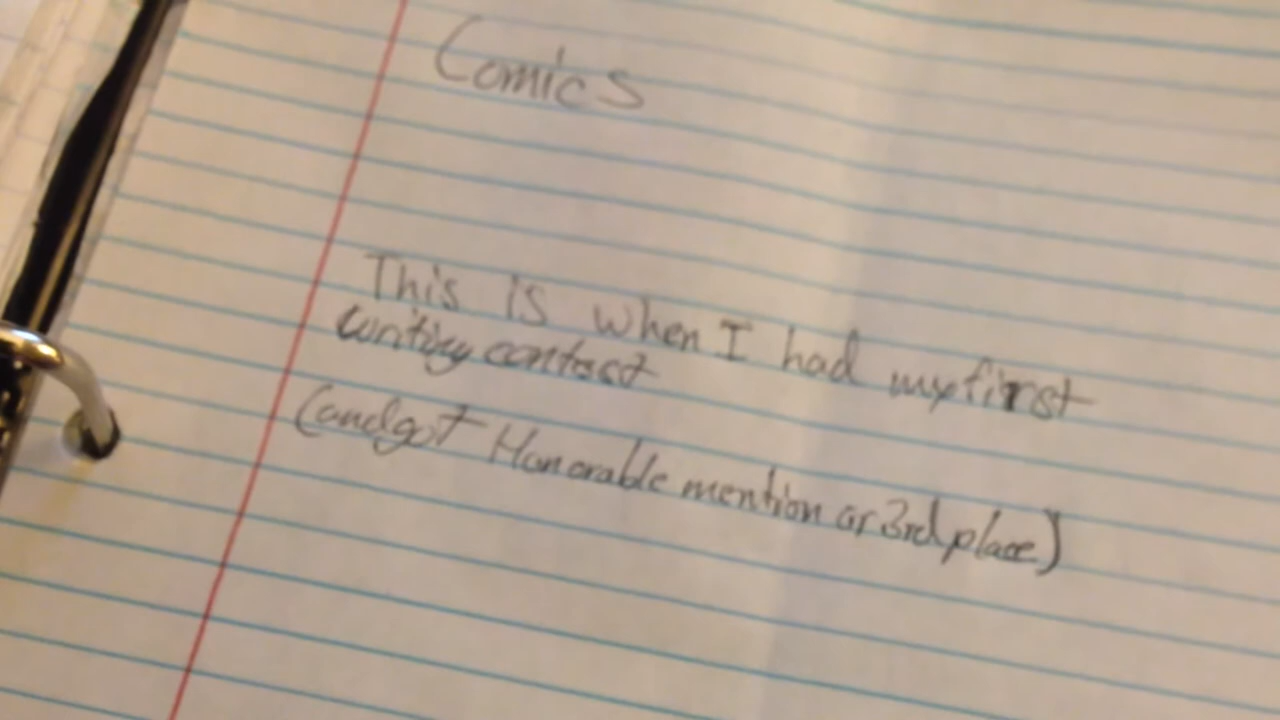 Comics
This is when I had my first
writing contest
(and got Honorable mention or 3rd place)